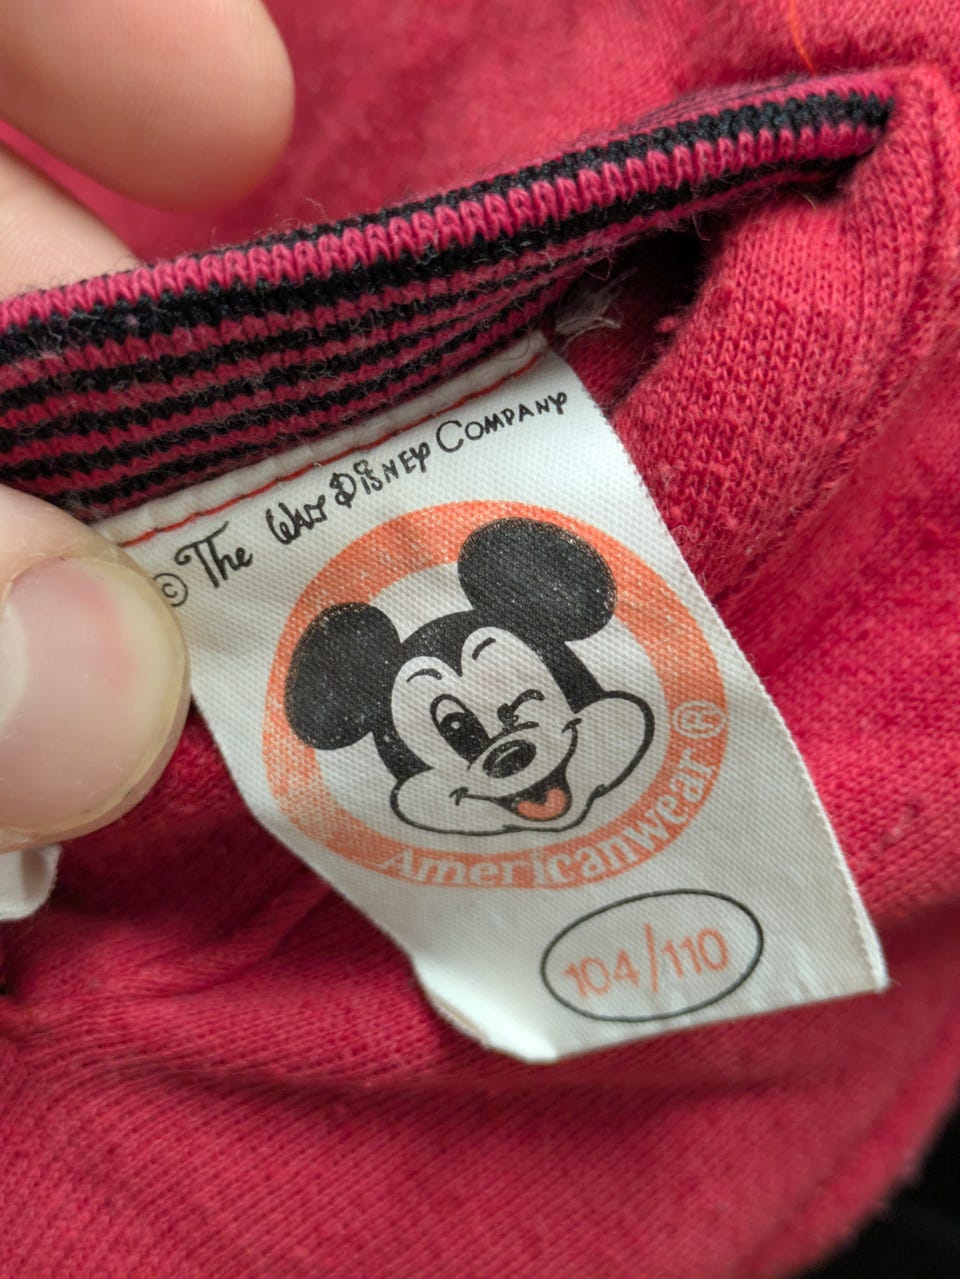 © The Walt Disney Company
Americanwear ®
104/110